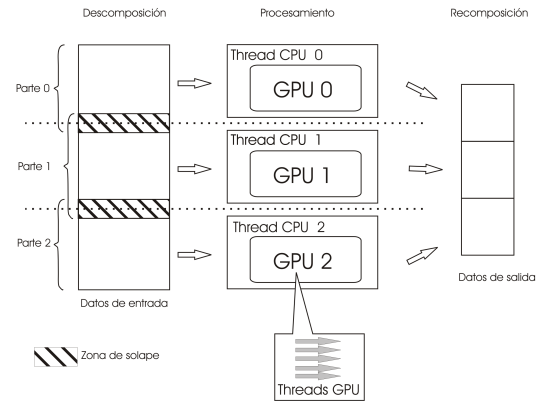 Descomposición
Procesamiento
Recomposición
Parte 0
Thread CPU 0
GPU 0
Parte 1
Thread CPU 1
GPU 1
Parte 2
Thread CPU 2
GPU 2
Datos de entrada
Datos de salida
Zona de solape
Threads GPU